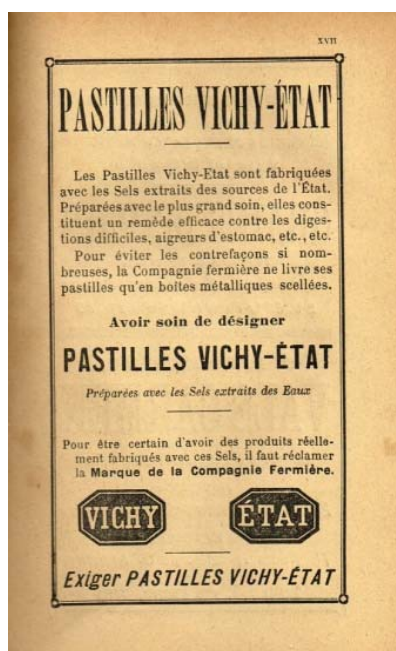 XVII
PASTILLES VICHY-ÉTAT
Les Pastilles Vichy-Etat sont fabriquées
avec les Sels extraits des sources de l'État.
Préparées avec le plus grand soin, elles cons-
tituent un remède efficace contre les diges-
tions difficiles, aigreurs d'estomac, etc., etc.
Pour éviter les contrefaçons si nom-
breuses, la Compagnie fermière ne livre ses
pastilles qu'en boîtes métalliques scellées.
Avoir soin de désigner
PASTILLES VICHY-ÉTAT
Préparées avec les Sels extraits des Eaux
Pour être certain d'avoir des produits réelle-
ment fabriqués avec ces Sels, il faut réclamer
la Marque de la Compagnie Fermière.
VICHY ÉTAT
Exiger PASTILLES VICHY-ÉTAT